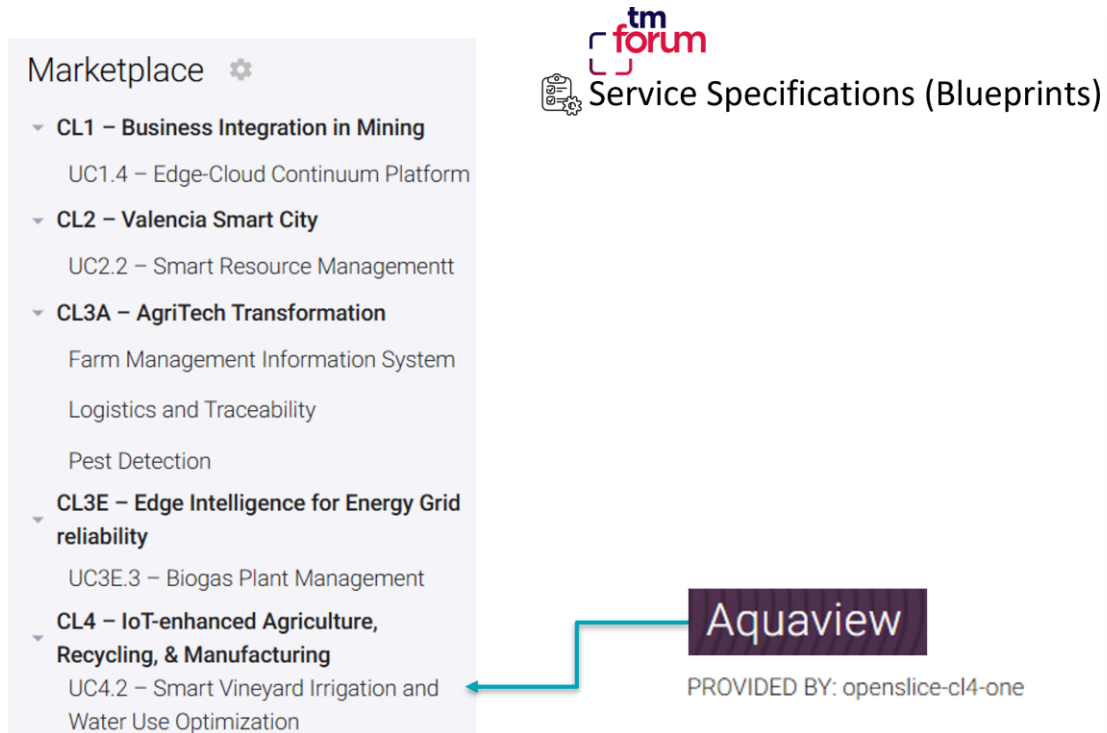 Marketplace
CL1 – Business Integration in Mining
UC1.4 – Edge-Cloud Continuum Platform
CL2 – Valencia Smart City
UC2.2 – Smart Resource Managementt
CL3A – AgriTech Transformation
Farm Management Information System
Logistics and Traceability
Pest Detection
CL3E – Edge Intelligence for Energy Grid
reliability
UC3E.3 – Biogas Plant Management
CL4 – IoT-enhanced Agriculture,
Recycling, & Manufacturing
UC4.2 – Smart Vineyard Irrigation and
Water Use Optimization
tm
forum
Service Specifications (Blueprints)
Aquaview
PROVIDED BY: openslice-cl4-one